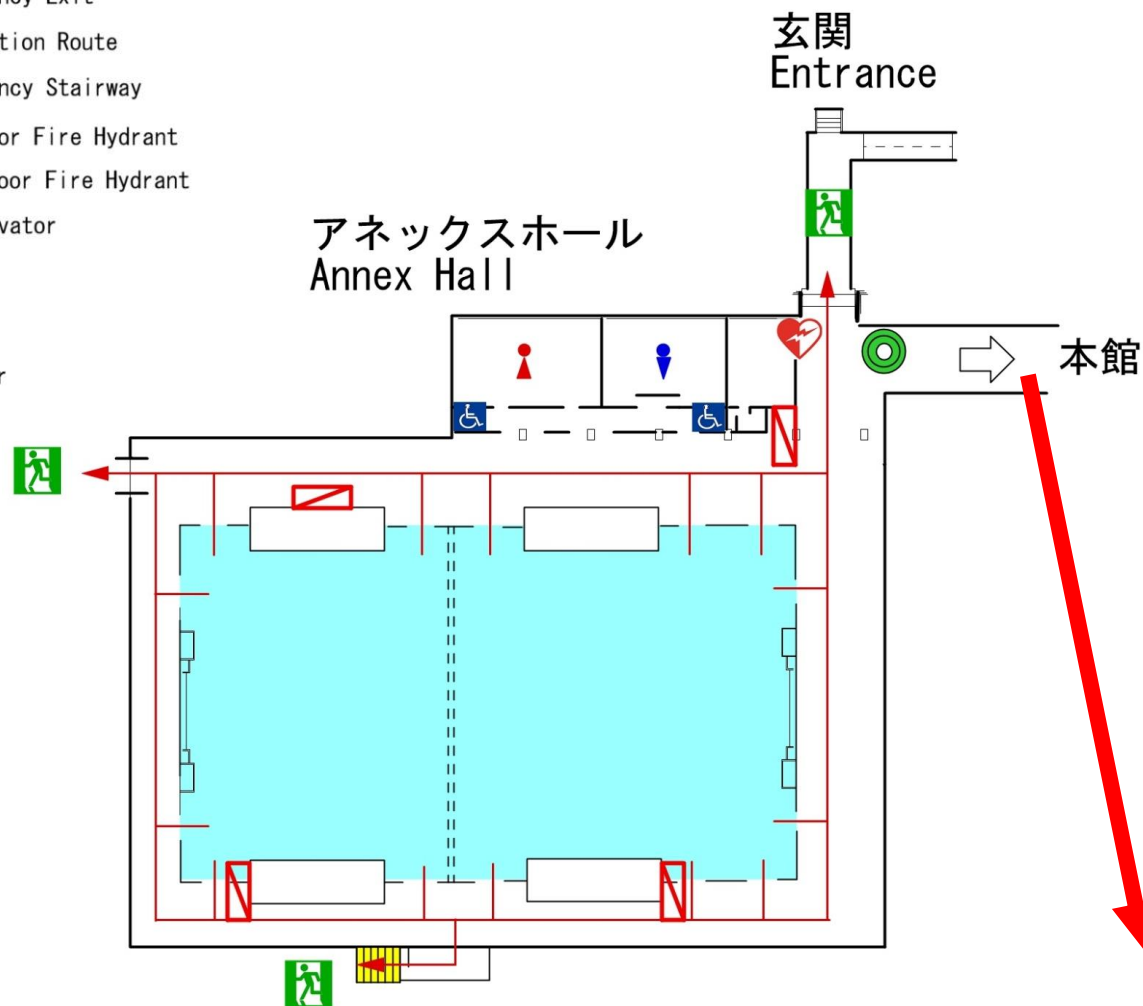 tion Route
ncy Stairway
or Fire Hydrant
oor Fire Hydrant
vator
玄関
Entrance
アネックスホール
Annex Hall
本館